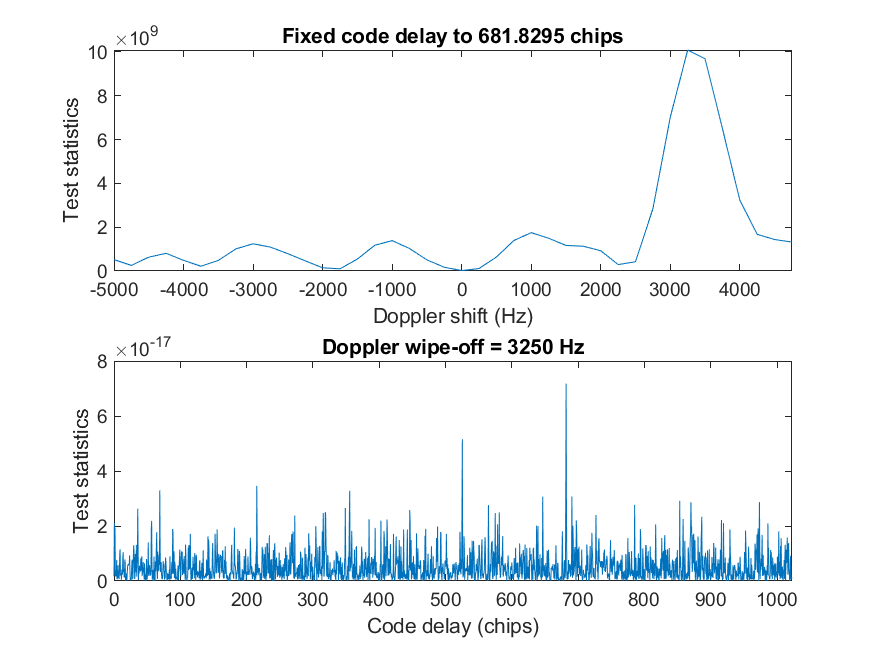 ×10^9
Fixed code delay to 681.8295 chips
Test statistics
10
8
6
4
2
0
-5000 -4000 -3000 -2000 -1000 0 1000 2000 3000 4000
Doppler shift (Hz)
×10^-17
Doppler wipe-off = 3250 Hz
Test statistics
8
6
4
2
0
0 100 200 300 400 500 600 700 800 900 1000
Code delay (chips)